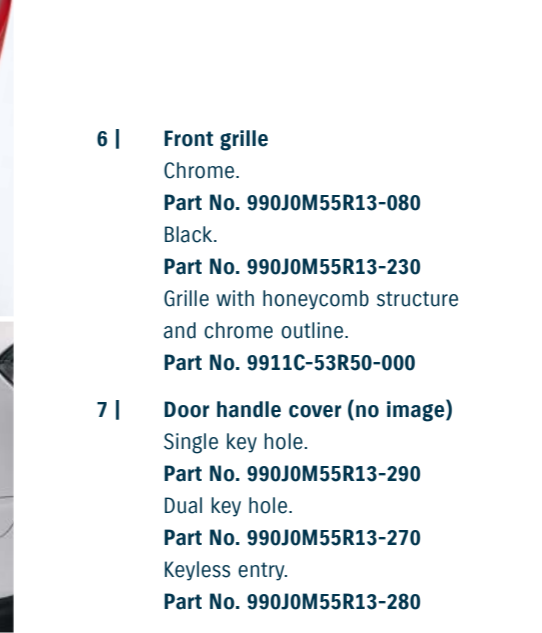 6 | Front grille
Chrome.
Part No. 990J0M55R13-080
Black.
Part No. 990J0M55R13-230
Grille with honeycomb structure
and chrome outline.
Part No. 9911C-53R50-000
7 | Door handle cover (no image)
Single key hole.
Part No. 990J0M55R13-290
Dual key hole.
Part No. 990J0M55R13-270
Keyless entry.
Part No. 990J0M55R13-280